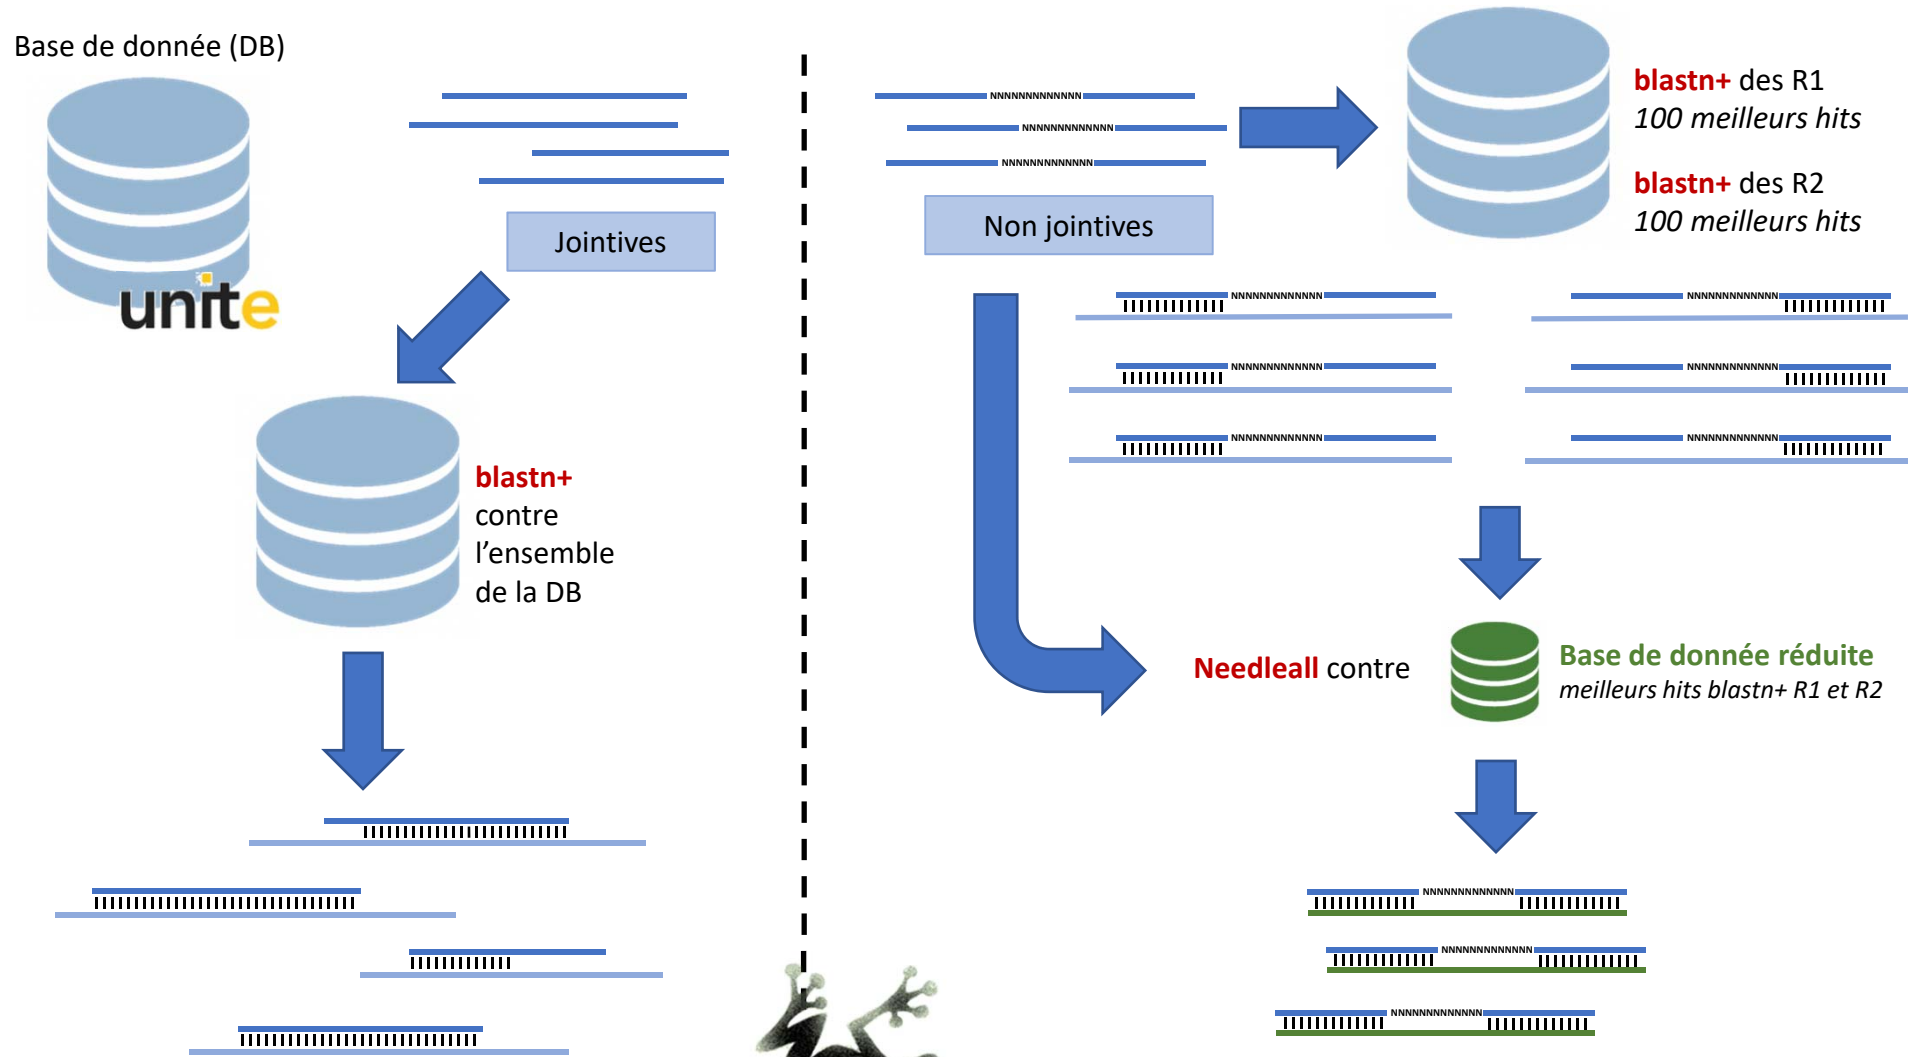 Base de donnée (DB)
unite
Jointives
blastn+
contre
l'ensemble
de la DB
NNNNNNNNNNNNN
NNNNNNNNNNNNN
NNNNNNNNNNNNN
Non jointives
blastn+ des R1
100 meilleurs hits
blastn+ des R2
100 meilleurs hits
NNNNNNNNNNNNN
NNNNNNNNNNNNN
NNNNNNNNNNNNN
NNNNNNNNNNNNN
NNNNNNNNNNNNN
NNNNNNNNNNNNN
Needleall contre
Base de donnée réduite
meilleurs hits blastn+ R1 et R2
NNNNNNNNNNNNN
NNNNNNNNNNNNN
NNNNNNNNNNNNN